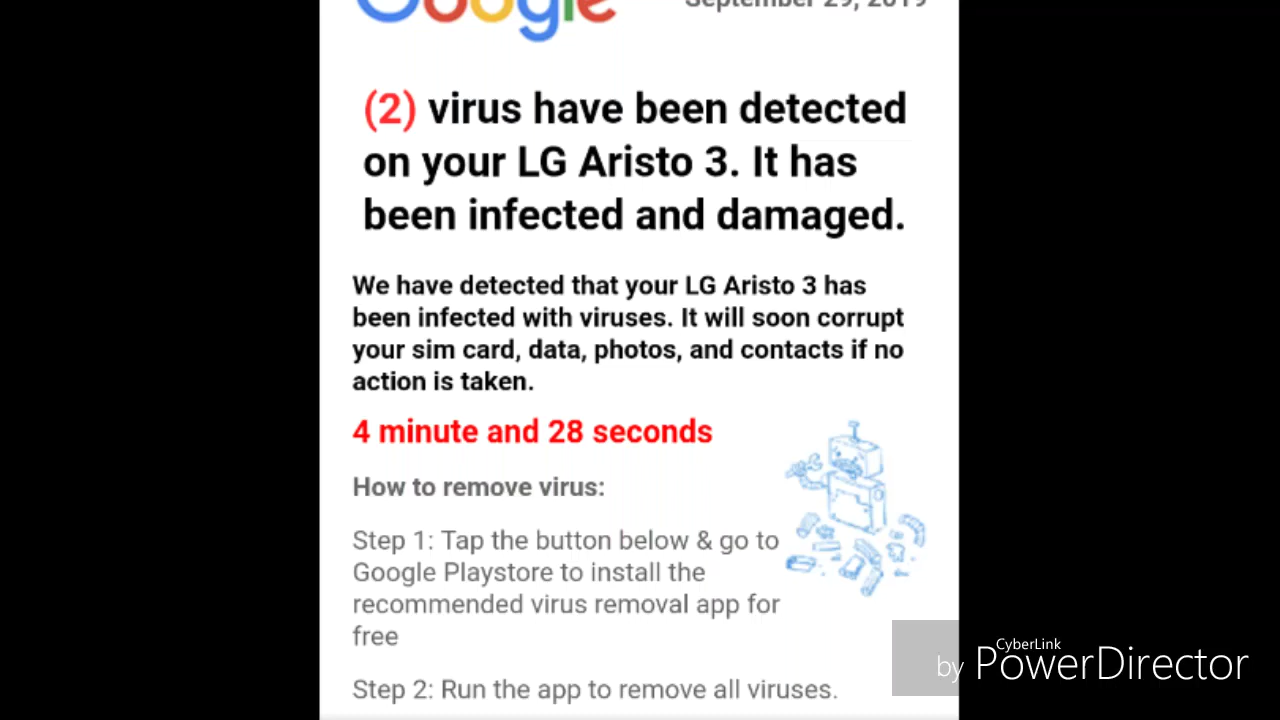 Google September 29, 2019
(2) virus have been detected
on your LG Aristo 3. It has
been infected and damaged.
We have detected that your LG Aristo 3 has
been infected with viruses. It will soon corrupt
your sim card, data, photos, and contacts if no
action is taken.
4 minute and 28 seconds
How to remove virus:
Step 1: Tap the button below & go to
Google Playstore to install the
recommended virus removal app for
free
Step 2: Run the app to remove all viruses.
CyberLink
by PowerDirector